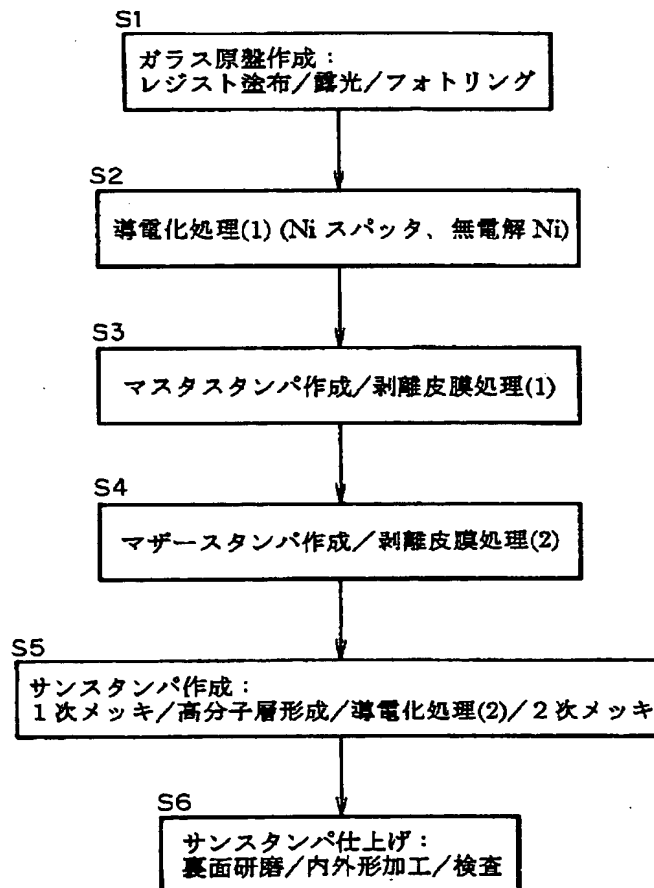 S1
ガラス原盤作成：
レジスト塗布/露光/フォトリング
S2
導電化処理(1) (Ni スパッタ、無電解 Ni)
S3
マスタスタンパ作成/剥離皮膜処理(1)
S4
マザースタンパ作成/剥離皮膜処理(2)
S5
サンスタンパ作成：
1次メッキ/高分子層形成/導電化処理(2)/2次メッキ
S6
サンスタンパ仕上げ：
裏面研磨/内外形加工/検査